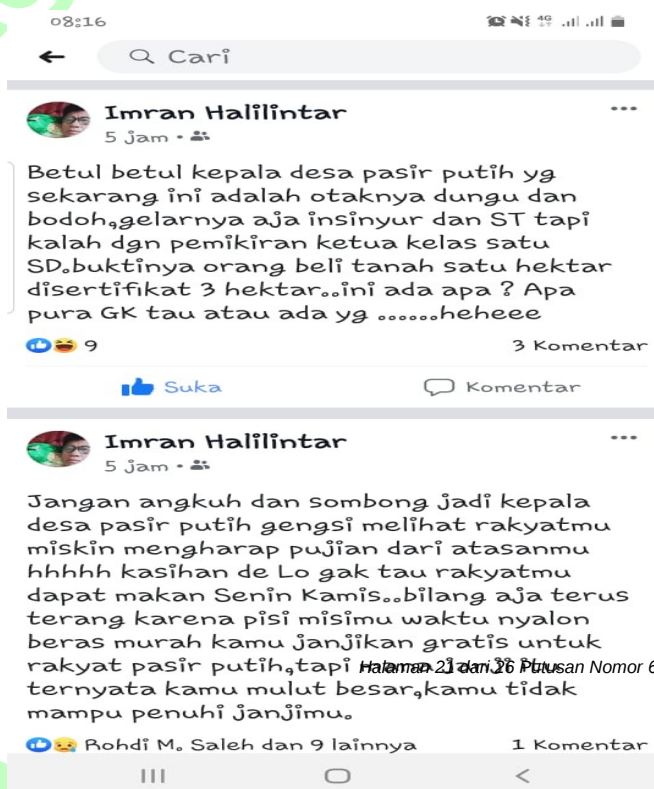 08:16
4G
Cari
Imran Halilintar
5 jam •
Betul betul kepala desa pasir putih yg
sekarang ini adalah otaknya dungu dan
bodoh,gelarnya aja insinyur dan ST tapi
kalah dgn pemikiran ketua kelas satu
SD.buktinya orang beli tanah satu hektar
disertifikat 3 hektar..ini ada apa ? Apa
pura GK tau atau ada yg ......heheee
9
3 Komentar
Suka
Komentar
Imran Halilintar
5 jam •
Jangan angkuh dan sombong jadi kepala
desa pasir putih gengsi melihat rakyatmu
miskin mengharap pujian dari atasanmu
hhhhh kasihan de Lo gak tau rakyatmu
dapat makan Senin Kamis..bilang aja terus
terang karena pisi misimu waktu nyalon
beras murah kamu janjikan gratis untuk
rakyat pasir putih,tapi
Halaman 21 dari 26 Putusan Nomor 6
ternyata kamu mulut besar,kamu tidak
mampu penuhi janjimu.
Rohdi M. Saleh dan 9 lainnya
1 Komentar